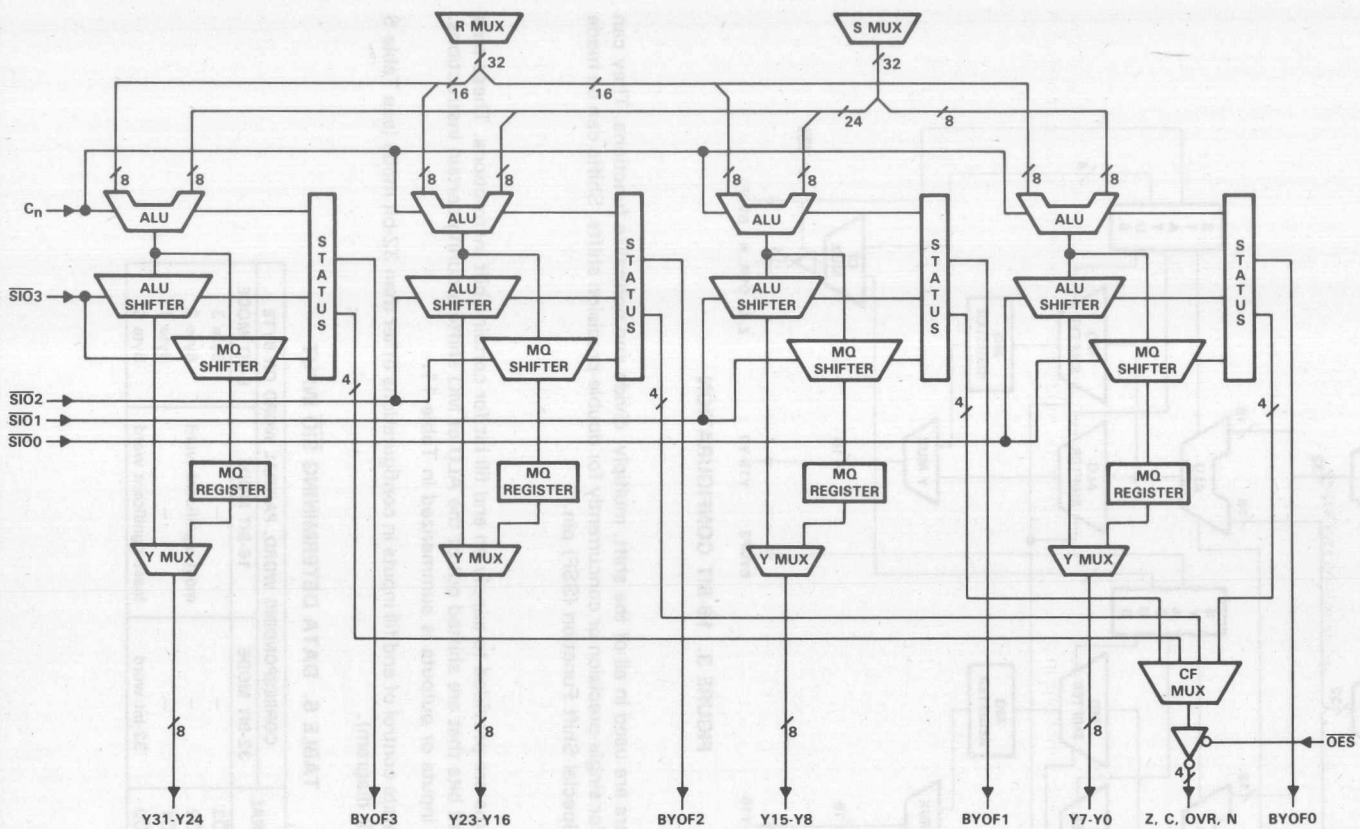 R MUX
S MUX
32
32
16
16
24
8
8
8
8
8
8
8
8
8
Cn
ALU
ALU
ALU
ALU
STATUS
STATUS
STATUS
STATUS
SIO3
ALU SHIFTER
ALU SHIFTER
ALU SHIFTER
ALU SHIFTER
MQ SHIFTER
MQ SHIFTER
MQ SHIFTER
MQ SHIFTER
4
4
4
4
SIO2
SIO1
SIO0
MQ REGISTER
MQ REGISTER
MQ REGISTER
MQ REGISTER
Y MUX
Y MUX
Y MUX
Y MUX
CF MUX
8
8
8
8
OES
4
Y31-Y24
BYOF3
Y23-Y16
BYOF2
Y15-Y8
BYOF1
Y7-Y0
Z, C, OVR, N
BYOF0